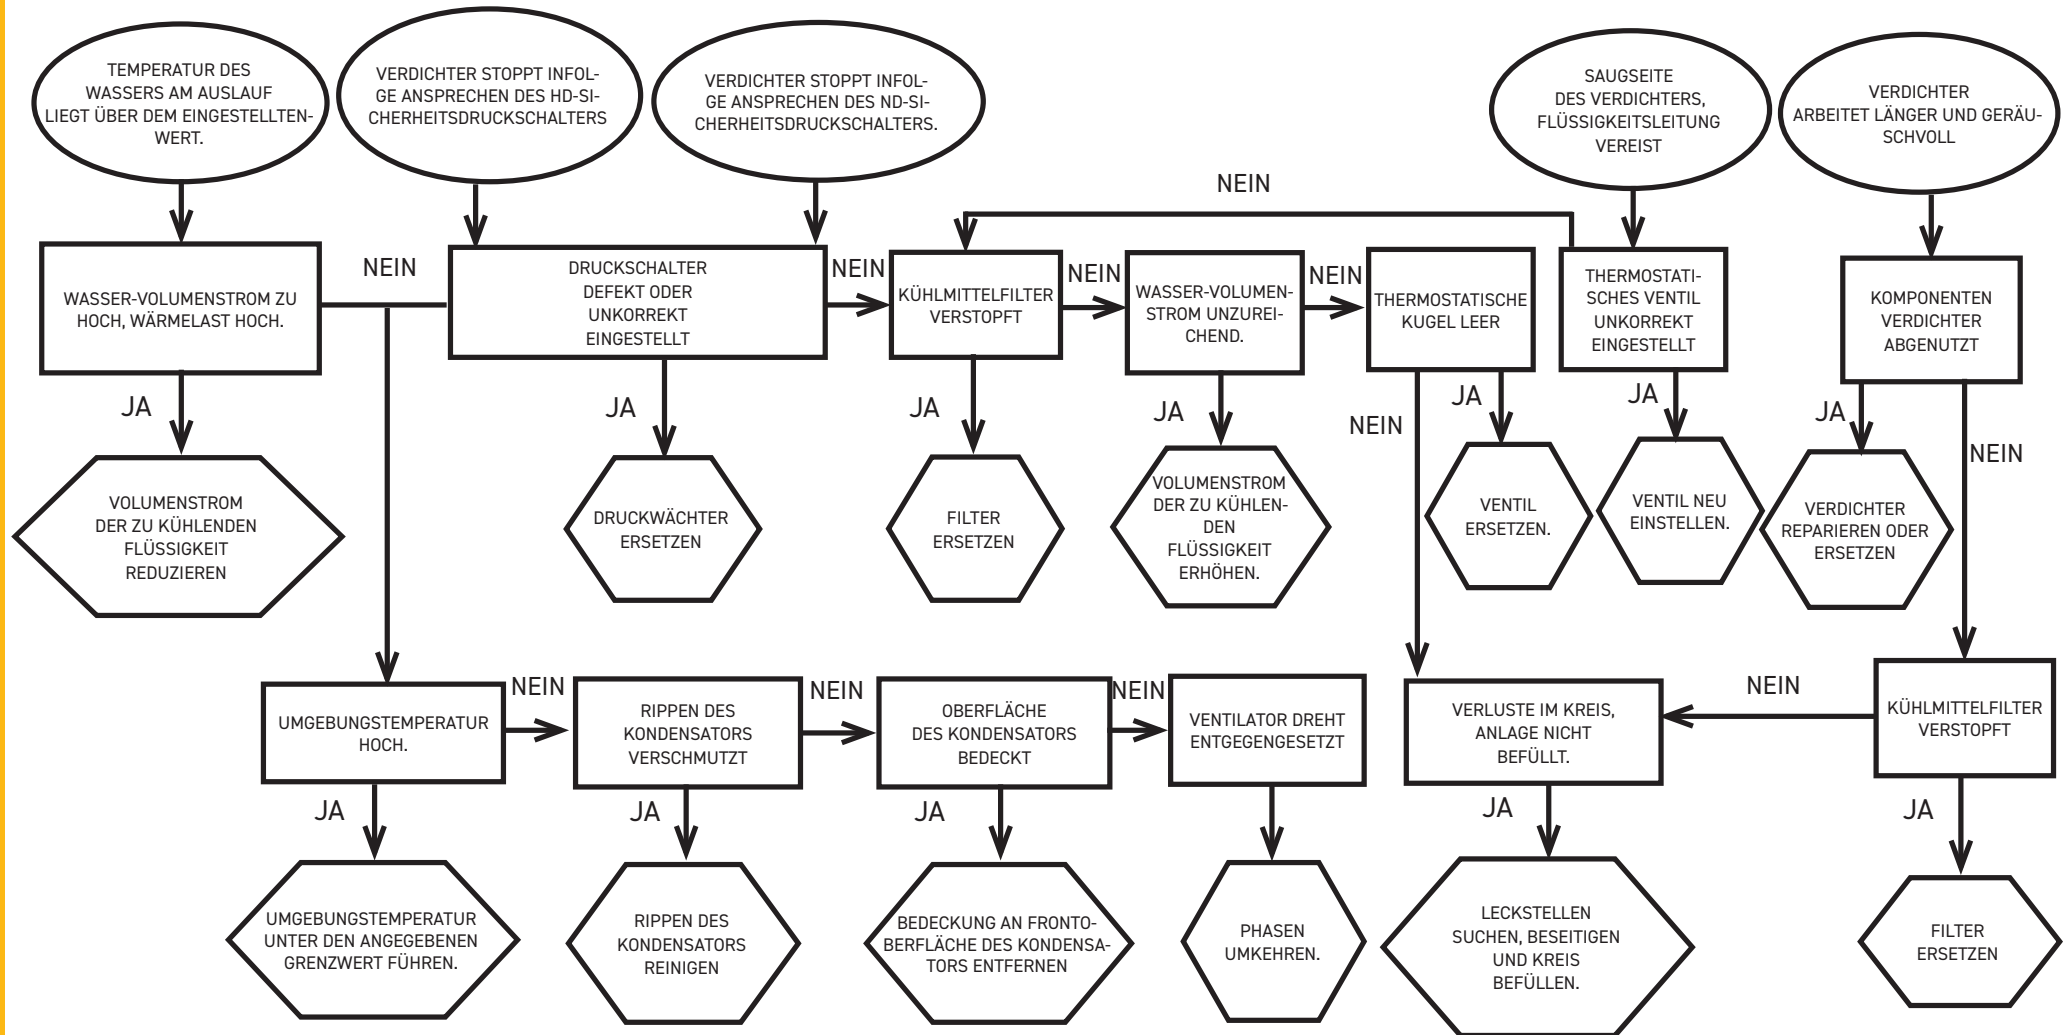 TEMPERATUR DES
WASSERS AM AUSLAUF
LIEGT ÜBER DEM EINGESTELLTEN-
WERT.
VERDICHTER STOPPT INFOL-
GE ANSPRECHEN DES HD-SI-
CHERHEITSDRUCKSCHALTERS
VERDICHTER STOPPT INFOL-
GE ANSPRECHEN DES ND-SI-
CHERHEITSDRUCKSCHALTERS.
SAUGSEITE
DES VERDICHTERS,
FLÜSSIGKEITSLEITUNG
VEREIST
VERDICHTER
ARBEITET LÄNGER UND GERÄU-
SCHVOLL
NEIN
WASSER-VOLUMENSTROM ZU
HOCH, WÄRMELAST HOCH.
NEIN
DRUCKSCHALTER
DEFEKT ODER
UNKORREKT
EINGESTELLT
NEIN
KÜHLMITTELFILTER
VERSTOPFT
NEIN
WASSER-VOLUMEN-
STROM UNZUREI-
CHEND.
NEIN
THERMOSTATISCHE
KUGEL LEER
THERMOSTATI-
SCHES VENTIL
UNKORREKT
EINGESTELLT
KOMPONENTEN
VERDICHTER
ABGENUTZT
JA
JA
JA
JA
NEIN
JA
JA
JA
NEIN
VOLUMENSTROM
DER ZU KÜHLENDEN
FLÜSSIGKEIT
REDUZIEREN
DRUCKWÄCHTER
ERSETZEN
FILTER
ERSETZEN
VOLUMENSTROM
DER ZU KÜHLEN-
DEN
FLÜSSIGKEIT
ERHÖHEN.
VENTIL
ERSETZEN.
VENTIL NEU
EINSTELLEN.
VERDICHTER
REPARIEREN ODER
ERSETZEN
UMGEBUNGSTEMPERATUR
HOCH.
NEIN
RIPPEN DES
KONDENSATORS
VERSCHMUTZT
NEIN
OBERFLÄCHE
DES KONDENSATORS
BEDECKT
NEIN
VENTILATOR DREHT
ENTGEGENGESETZT
VERLUSTE IM KREIS,
ANLAGE NICHT
BEFÜLLT.
NEIN
KÜHLMITTELFILTER
VERSTOPFT
JA
JA
JA
JA
JA
UMGEBUNGSTEMPERATUR
UNTER DEN ANGEGEBENEN
GRENZWERT FÜHREN.
RIPPEN DES
KONDENSATORS
REINIGEN
BEDECKUNG AN FRONTO-
BERFLÄCHE DES KONDENSA-
TORS ENTFERNEN
PHASEN
UMKEHREN.
LECKSTELLEN
SUCHEN, BESEITIGEN
UND KREIS
BEFÜLLEN.
FILTER
ERSETZEN